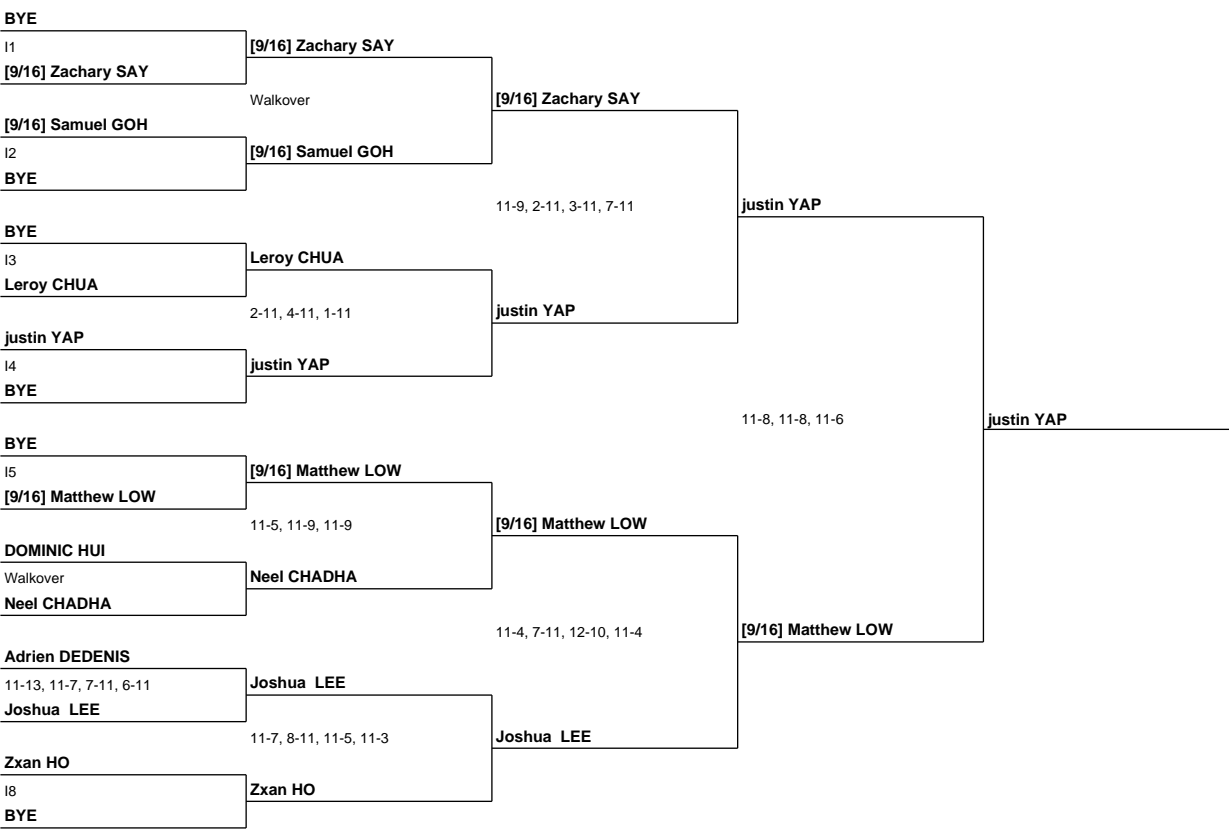 BYE
I1
[9/16] Zachary SAY
[9/16] Zachary SAY
Walkover
[9/16] Zachary SAY
[9/16] Samuel GOH
I2
[9/16] Samuel GOH
BYE
11-9, 2-11, 3-11, 7-11
justin YAP
BYE
I3
Leroy CHUA
Leroy CHUA
2-11, 4-11, 1-11
justin YAP
justin YAP
I4
justin YAP
BYE
11-8, 11-8, 11-6
justin YAP
BYE
I5
[9/16] Matthew LOW
[9/16] Matthew LOW
11-5, 11-9, 11-9
[9/16] Matthew LOW
DOMINIC HUI
Walkover
Neel CHADHA
Neel CHADHA
11-4, 7-11, 12-10, 11-4
[9/16] Matthew LOW
Adrien DEDENIS
11-13, 11-7, 7-11, 6-11
Joshua  LEE
Joshua  LEE
11-7, 8-11, 11-5, 11-3
Joshua  LEE
Zxan HO
I8
Zxan HO
BYE